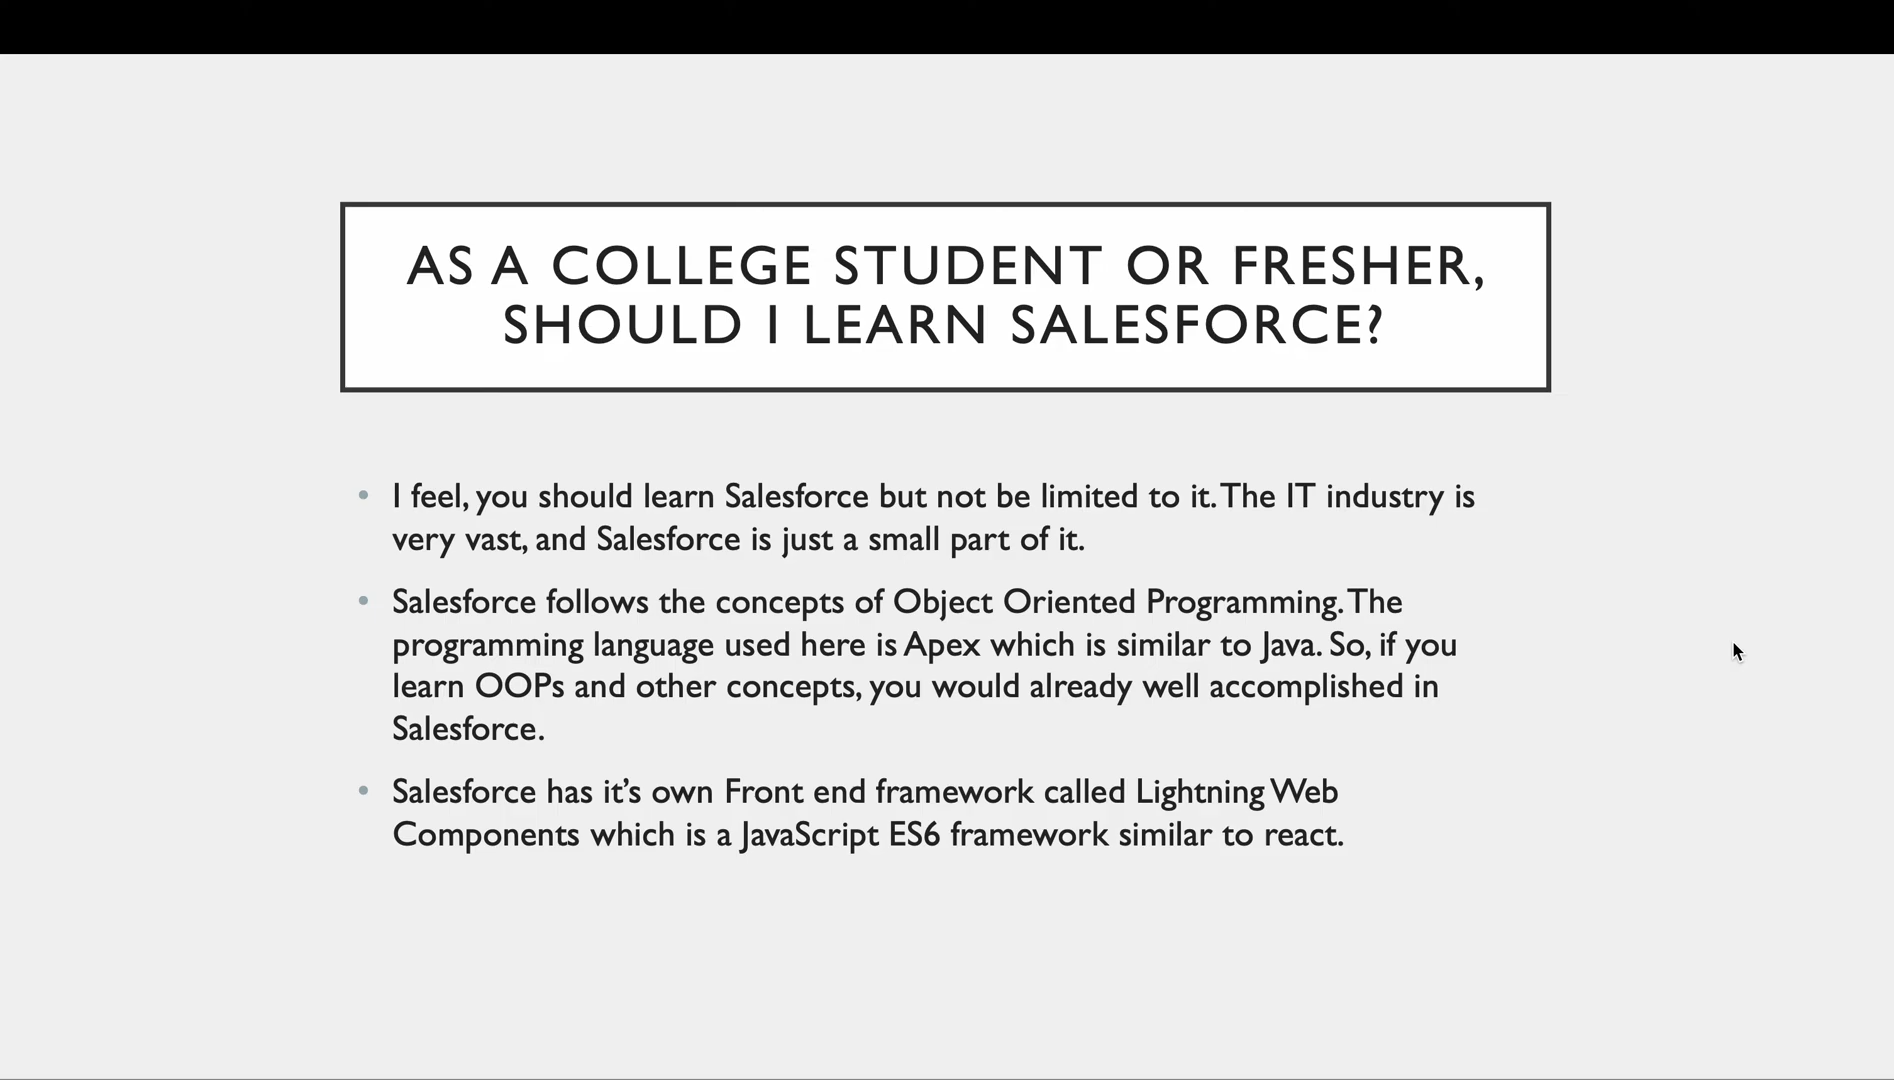 AS A COLLEGE STUDENT OR FRESHER,
SHOULD I LEARN SALESFORCE?
• I feel, you should learn Salesforce but not be limited to it. The IT industry is
very vast, and Salesforce is just a small part of it.
• Salesforce follows the concepts of Object Oriented Programming. The
programming language used here is Apex which is similar to Java. So, if you
learn OOPs and other concepts, you would already well accomplished in
Salesforce.
• Salesforce has it’s own Front end framework called Lightning Web
Components which is a JavaScript ES6 framework similar to react.